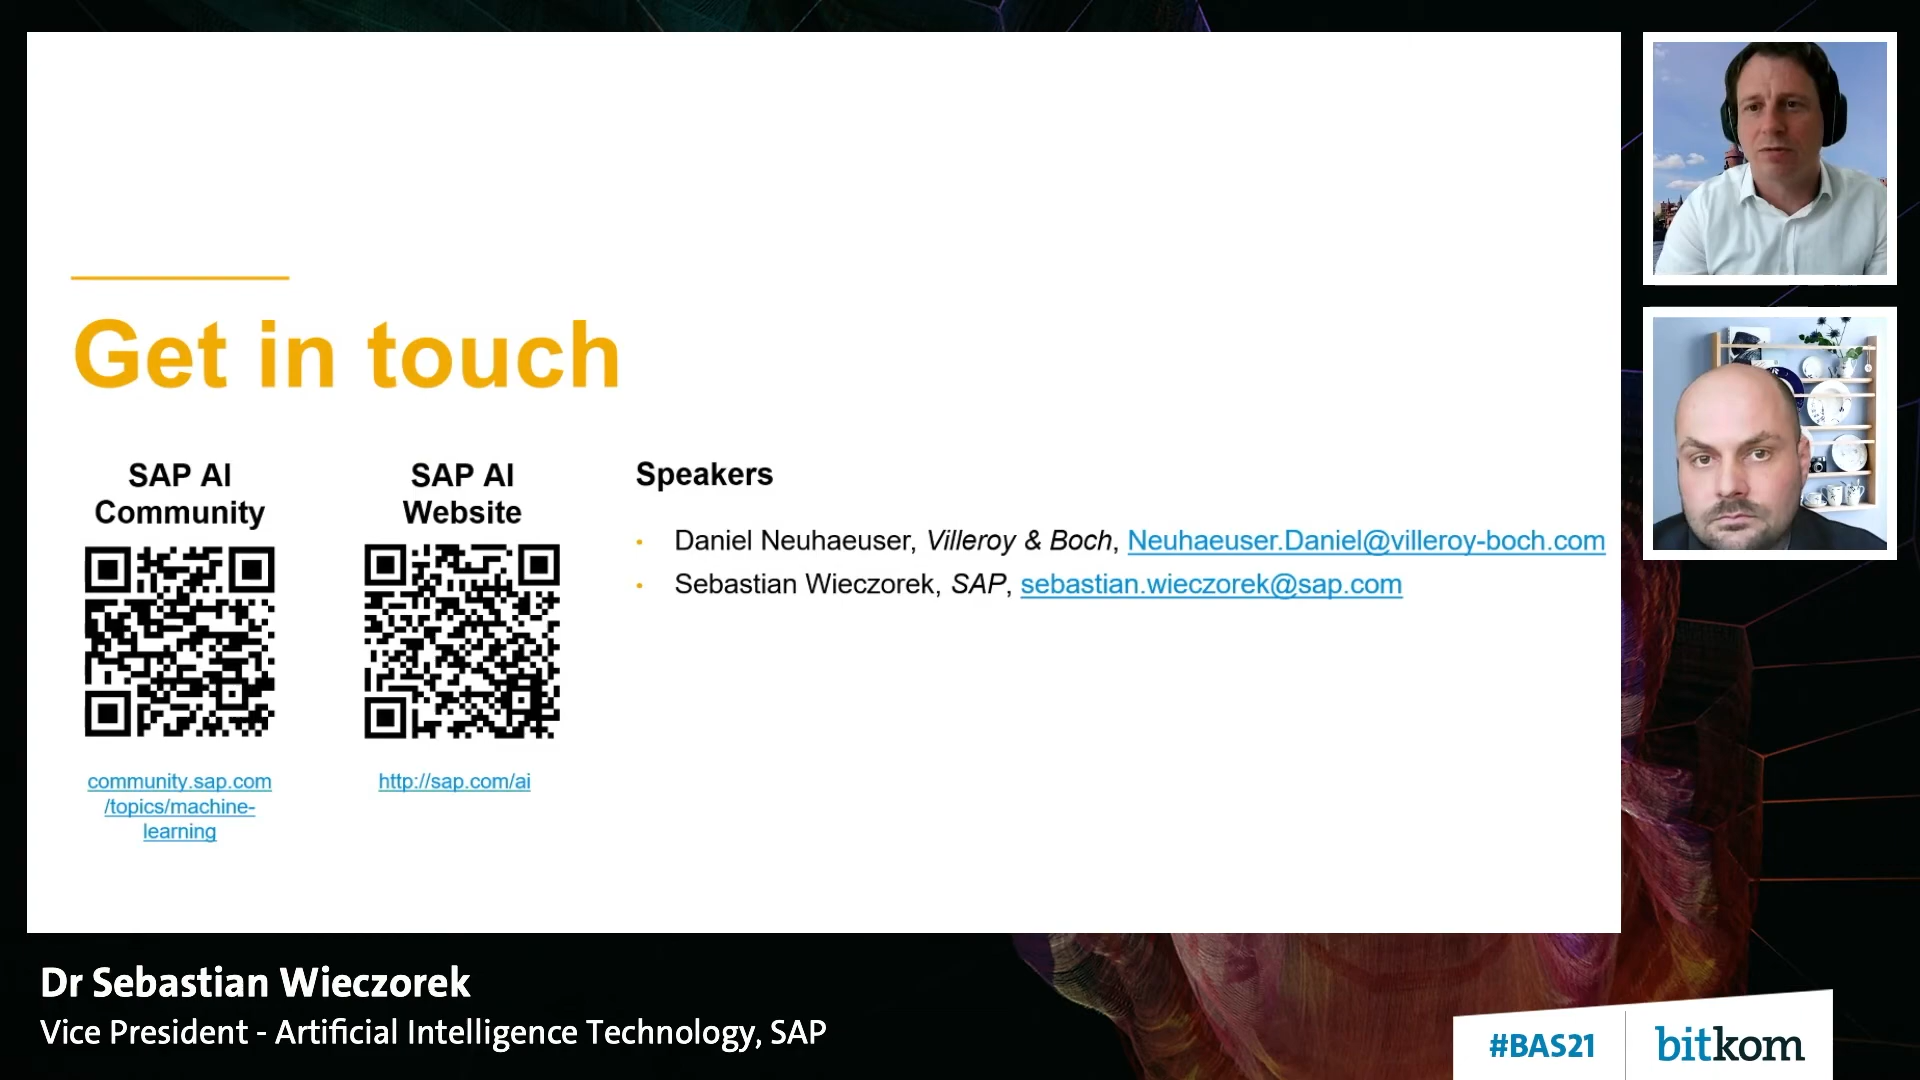 Get in touch
SAP AI
Community
community.sap.com
/topics/machine-
learning
SAP AI
Website
http://sap.com/ai
Speakers
• Daniel Neuhaeuser, Villeroy & Boch, Neuhaeuser.Daniel@villeroy-boch.com
• Sebastian Wieczorek, SAP, sebastian.wieczorek@sap.com
Dr Sebastian Wieczorek
Vice President - Artificial Intelligence Technology, SAP
#BAS21
bitkom